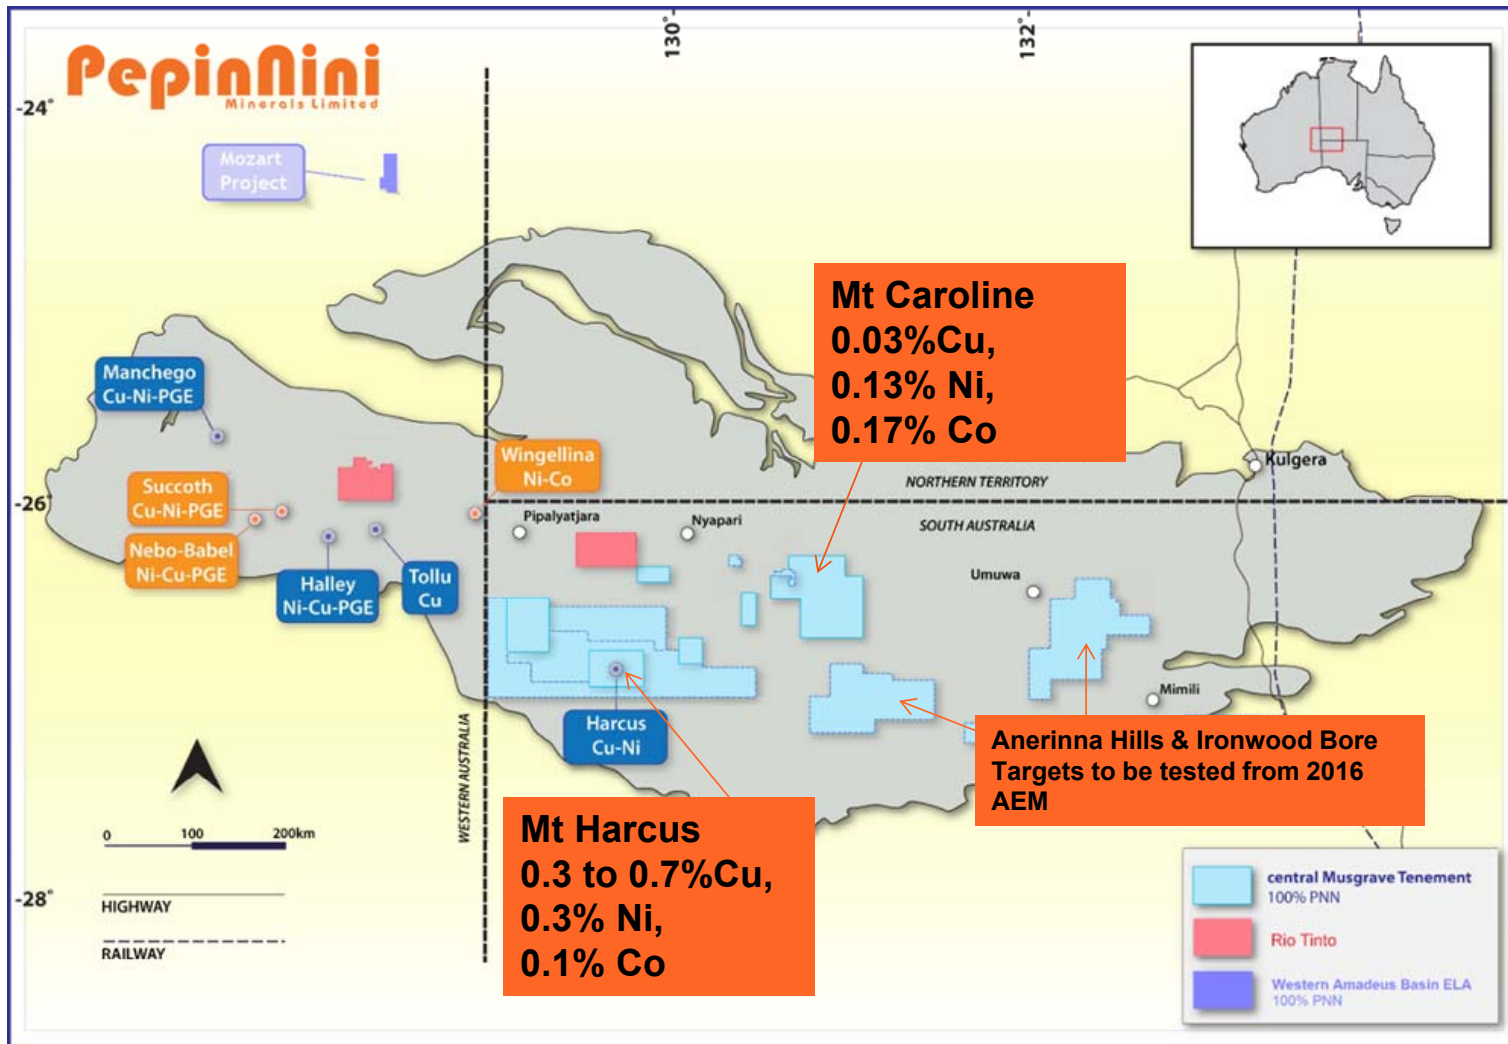 130°
132°
PepinNini
Minerals Limited
-24°
Mozart
Project
Mt Caroline
0.03%Cu,
0.13% Ni,
0.17% Co
Manchego
Cu-Ni-PGE
Wingellina
Ni-Co
Kulgera
Succoth
Cu-Ni-PGE
NORTHERN TERRITORY
-26°
SOUTH AUSTRALIA
Pipalyatjara
Nyapari
Nebo-Babel
Ni-Cu-PGE
Halley
Ni-Cu-PGE
Tollu
Cu
Umuwa
Mimili
Harcus
Cu-Ni
WESTERN AUSTRALIA
Anerinna Hills & Ironwood Bore
Targets to be tested from 2016
AEM
Mt Harcus
0.3 to 0.7%Cu,
0.3% Ni,
0.1% Co
0 100 200km
-28°
HIGHWAY
RAILWAY
central Musgrave Tenement
100% PNN
Rio Tinto
Western Amadeus Basin ELA
100% PNN